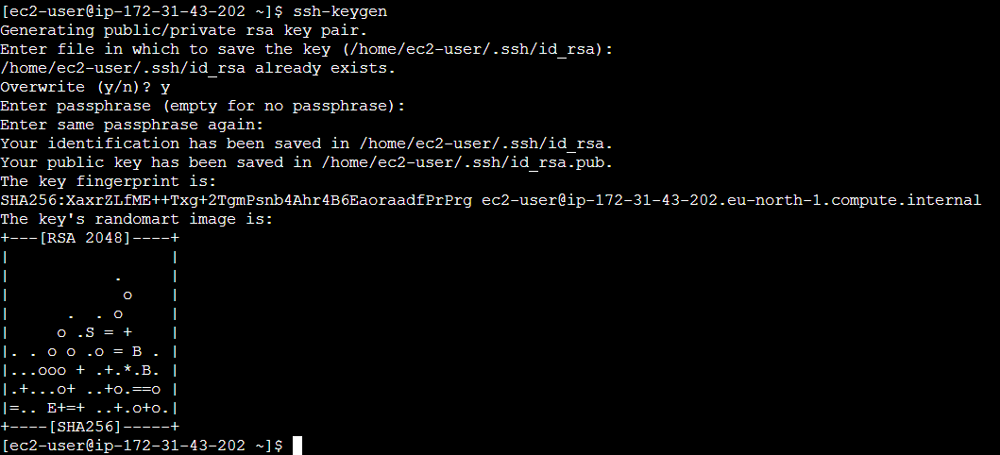 [ec2-user@ip-172-31-43-202 ~]$ ssh-keygen
Generating public/private rsa key pair.
Enter file in which to save the key (/home/ec2-user/.ssh/id_rsa):
/home/ec2-user/.ssh/id_rsa already exists.
Overwrite (y/n)? y
Enter passphrase (empty for no passphrase):
Enter same passphrase again:
Your identification has been saved in /home/ec2-user/.ssh/id_rsa.
Your public key has been saved in /home/ec2-user/.ssh/id_rsa.pub.
The key fingerprint is:
SHA256:XaxrZLfME++Txg+2TgmPsnb4Ahr4B6EaoraadfPrPrg ec2-user@ip-172-31-43-202.eu-north-1.compute.internal
The key's randomart image is:
+---[RSA 2048]----+
|                 |
|           .     |
|            o    |
|      .  . o     |
|     o .S = +    |
|. . o o .o = B . |
|...ooo + .+.*.B. |
|.+...o+ ..+o.==o |
|=.. E+=+ ..+.o+o.|
+----[SHA256]-----+
[ec2-user@ip-172-31-43-202 ~]$